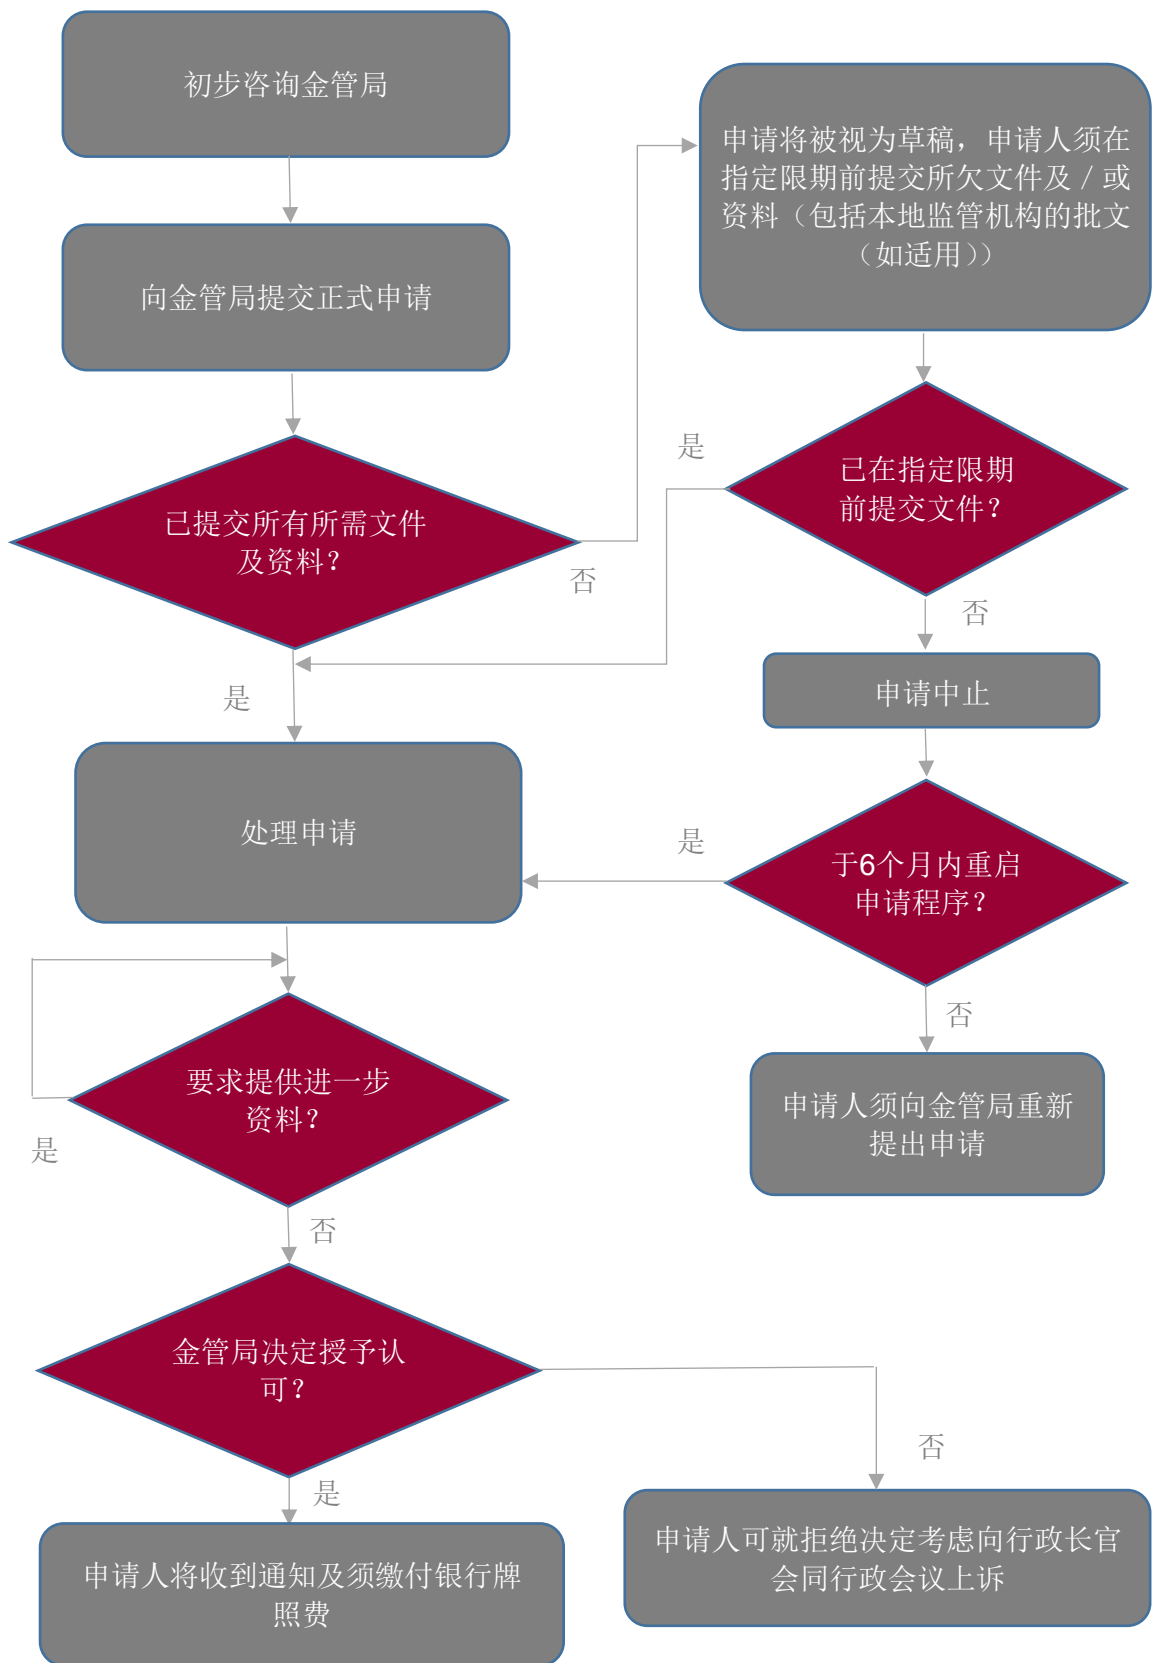 初步咨询金管局
向金管局提交正式申请
已提交所有所需文件
及资料？
否
是
申请将被视为草稿，申请人须在
指定限期前提交所欠文件及／或
资料（包括本地监管机构的批文
（如适用））
已在指定限期
前提交文件？
是
否
申请中止
于6个月内重启
申请程序？
是
否
申请人须向金管局重新
提出申请
处理申请
要求提供进一步
资料？
是
否
金管局决定授予认
可？
是
否
申请人将收到通知及须缴付银行牌
照费
申请人可就拒绝决定考虑向行政长官
会同行政会议上诉